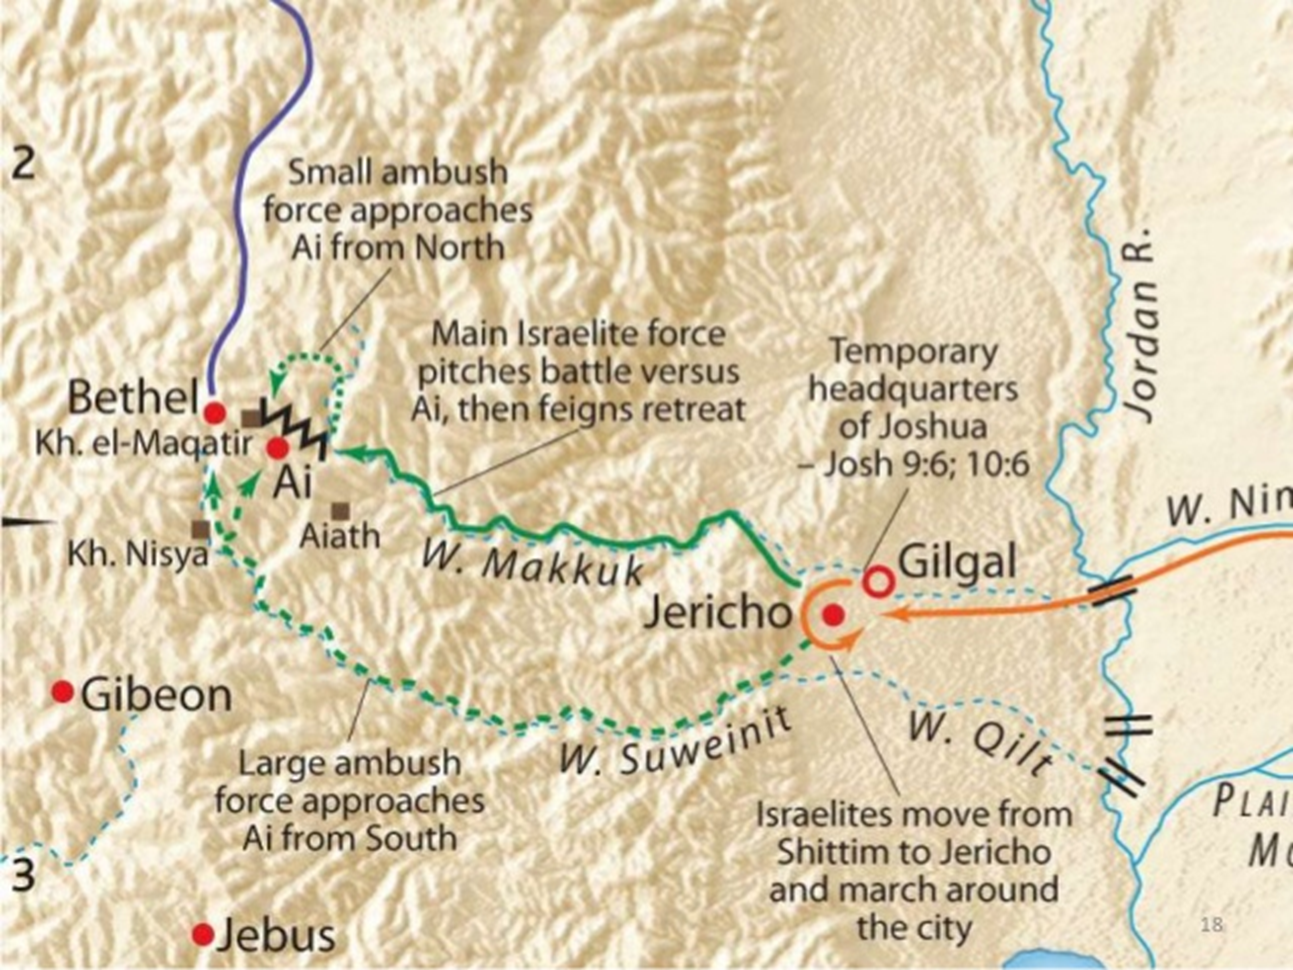 2
Small ambush
force approaches
Ai from North
Main Israelite force
pitches battle versus
Ai, then feigns retreat
Temporary
headquarters
of Joshua
– Josh 9:6; 10:6
Jordan R.
Bethel
Kh. el-Maqatir
Ai
Aiath
Kh. Nisya
W. Makkuk
W. Nim
Gilgal
Jericho
Gibeon
W. Suweinit
W. Qilt
Large ambush
force approaches
Ai from South
Israelites move from
Shittim to Jericho
and march around
the city
PLAI
MO
3
Jebus
18